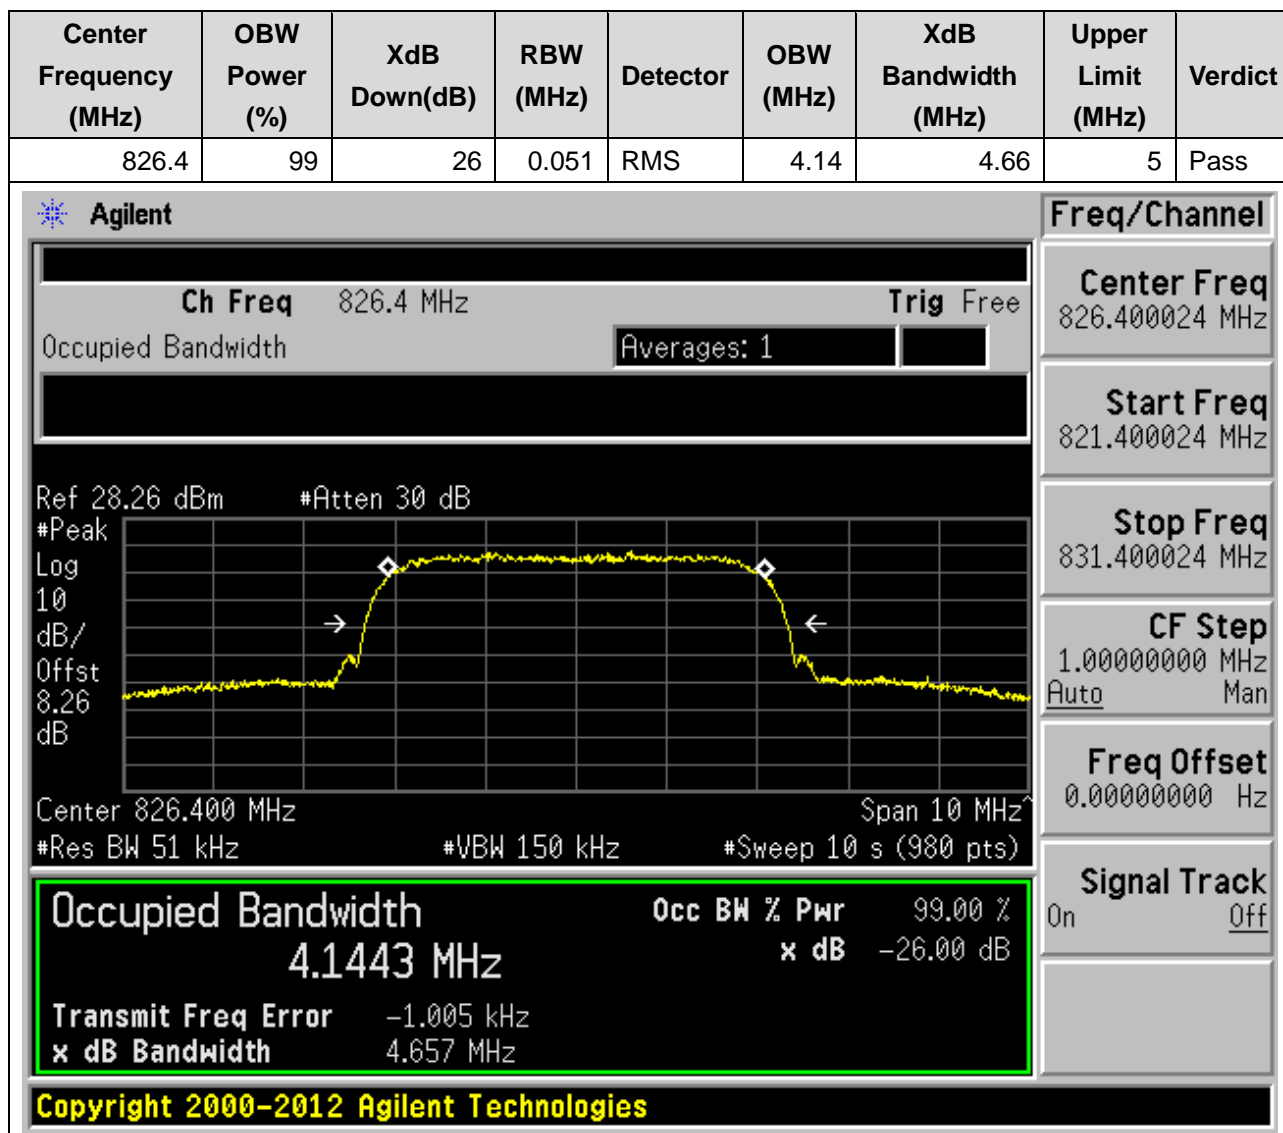 Center Frequency (MHz) OBW Power (%) XdB Down(dB) RBW (MHz) Detector OBW (MHz) XdB Bandwidth (MHz) Upper Limit (MHz) Verdict
826.4 99 26 0.051 RMS 4.14 4.66 5 Pass
Agilent
Freq/Channel
Ch Freq 826.4 MHz Trig Free
Occupied Bandwidth Averages: 1
Center Freq
826.400024 MHz
Start Freq
821.400024 MHz
Stop Freq
831.400024 MHz
CF Step
1.00000000 MHz
Auto Man
Freq Offset
0.00000000 Hz
Signal Track
On Off
Ref 28.26 dBm #Atten 30 dB
#Peak
Log
10
dB/
Offst
8.26
dB
Center 826.400 MHz Span 10 MHz^
#Res BW 51 kHz #VBW 150 kHz #Sweep 10 s (980 pts)
Occupied Bandwidth Occ BW % Pwr 99.00 %
4.1443 MHz x dB -26.00 dB
Transmit Freq Error -1.005 kHz
x dB Bandwidth 4.657 MHz
Copyright 2000-2012 Agilent Technologies